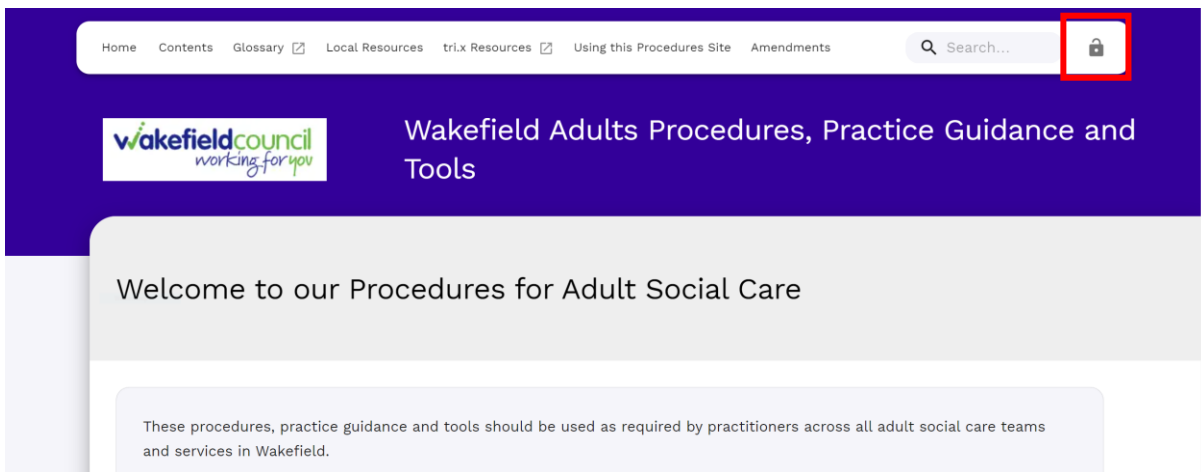 Home Contents Glossary Local Resources tri.x Resources Using this Procedures Site Amendments Search...
wakefieldcouncil
working for you
Wakefield Adults Procedures, Practice Guidance and
Tools
Welcome to our Procedures for Adult Social Care
These procedures, practice guidance and tools should be used as required by practitioners across all adult social care teams
and services in Wakefield.